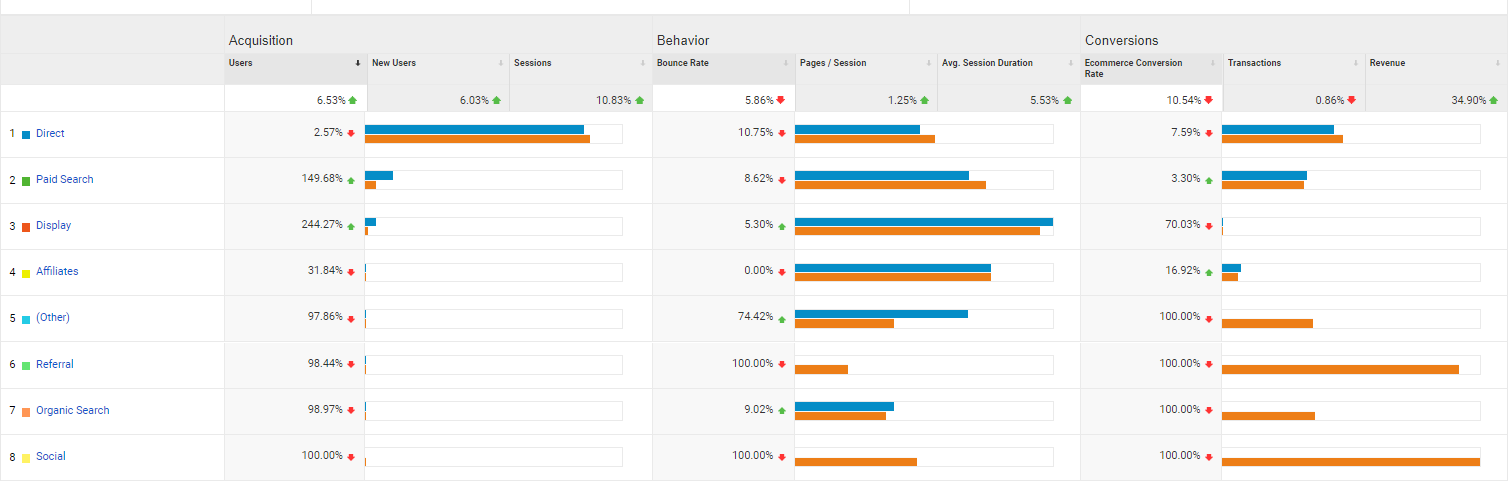 Acquisition Behavior Conversions
Users New Users Sessions Bounce Rate Pages / Session Avg. Session Duration Ecommerce Conversion Rate Transactions Revenue
6.53% 6.03% 10.83% 5.86% 1.25% 5.53% 10.54% 0.86% 34.90%
1 Direct 2.57% 10.75% 7.59%
2 Paid Search 149.68% 8.62% 3.30%
3 Display 244.27% 5.30% 70.03%
4 Affiliates 31.84% 0.00% 16.92%
5 (Other) 97.86% 74.42% 100.00%
6 Referral 98.44% 100.00% 100.00%
7 Organic Search 98.97% 9.02% 100.00%
8 Social 100.00% 100.00% 100.00%